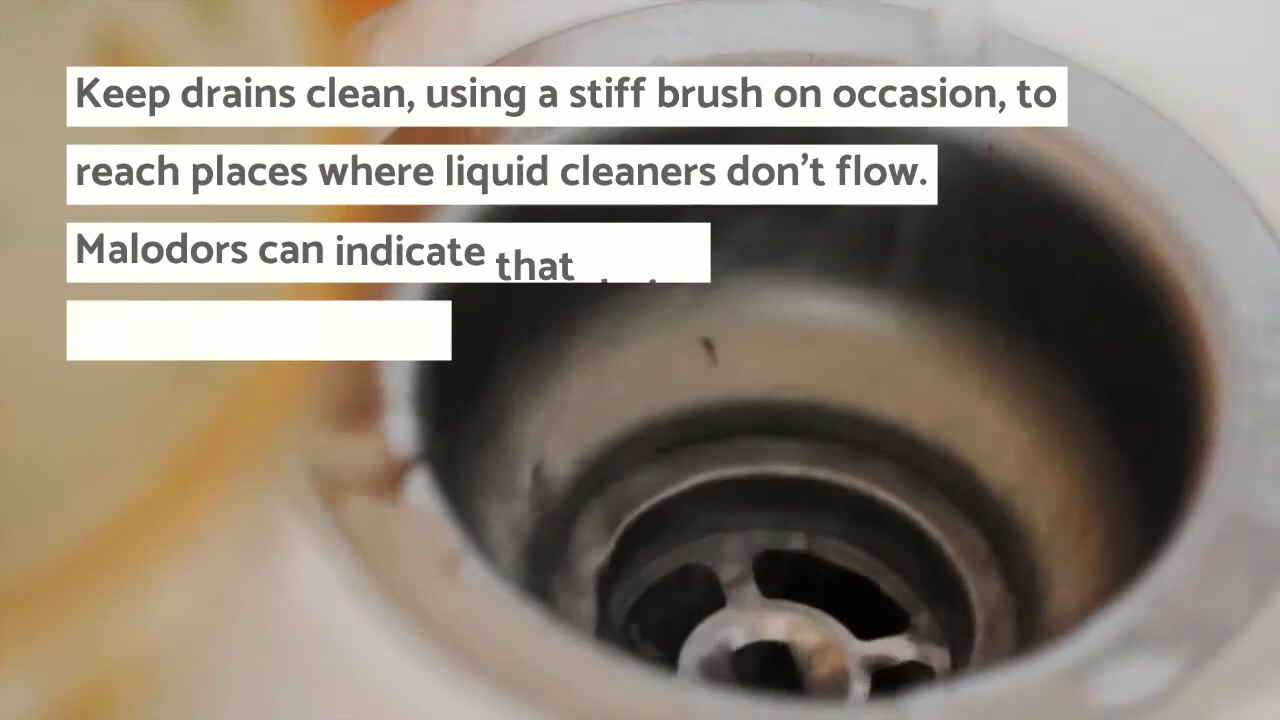 Keep drains clean, using a stiff brush on occasion, to
reach places where liquid cleaners don’t flow.
Malodors can indicate that